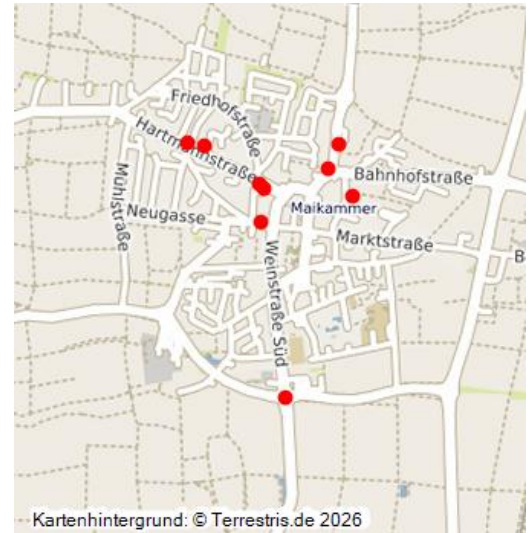 Friedhofstraße
Hartmannstraße
Mühlstraße
Bahnhofstraße
Maikammer
Neugasse
Marktstraße
B
Weinstraße Süd
Kartenhintergrund: © Terrestris.de 2026